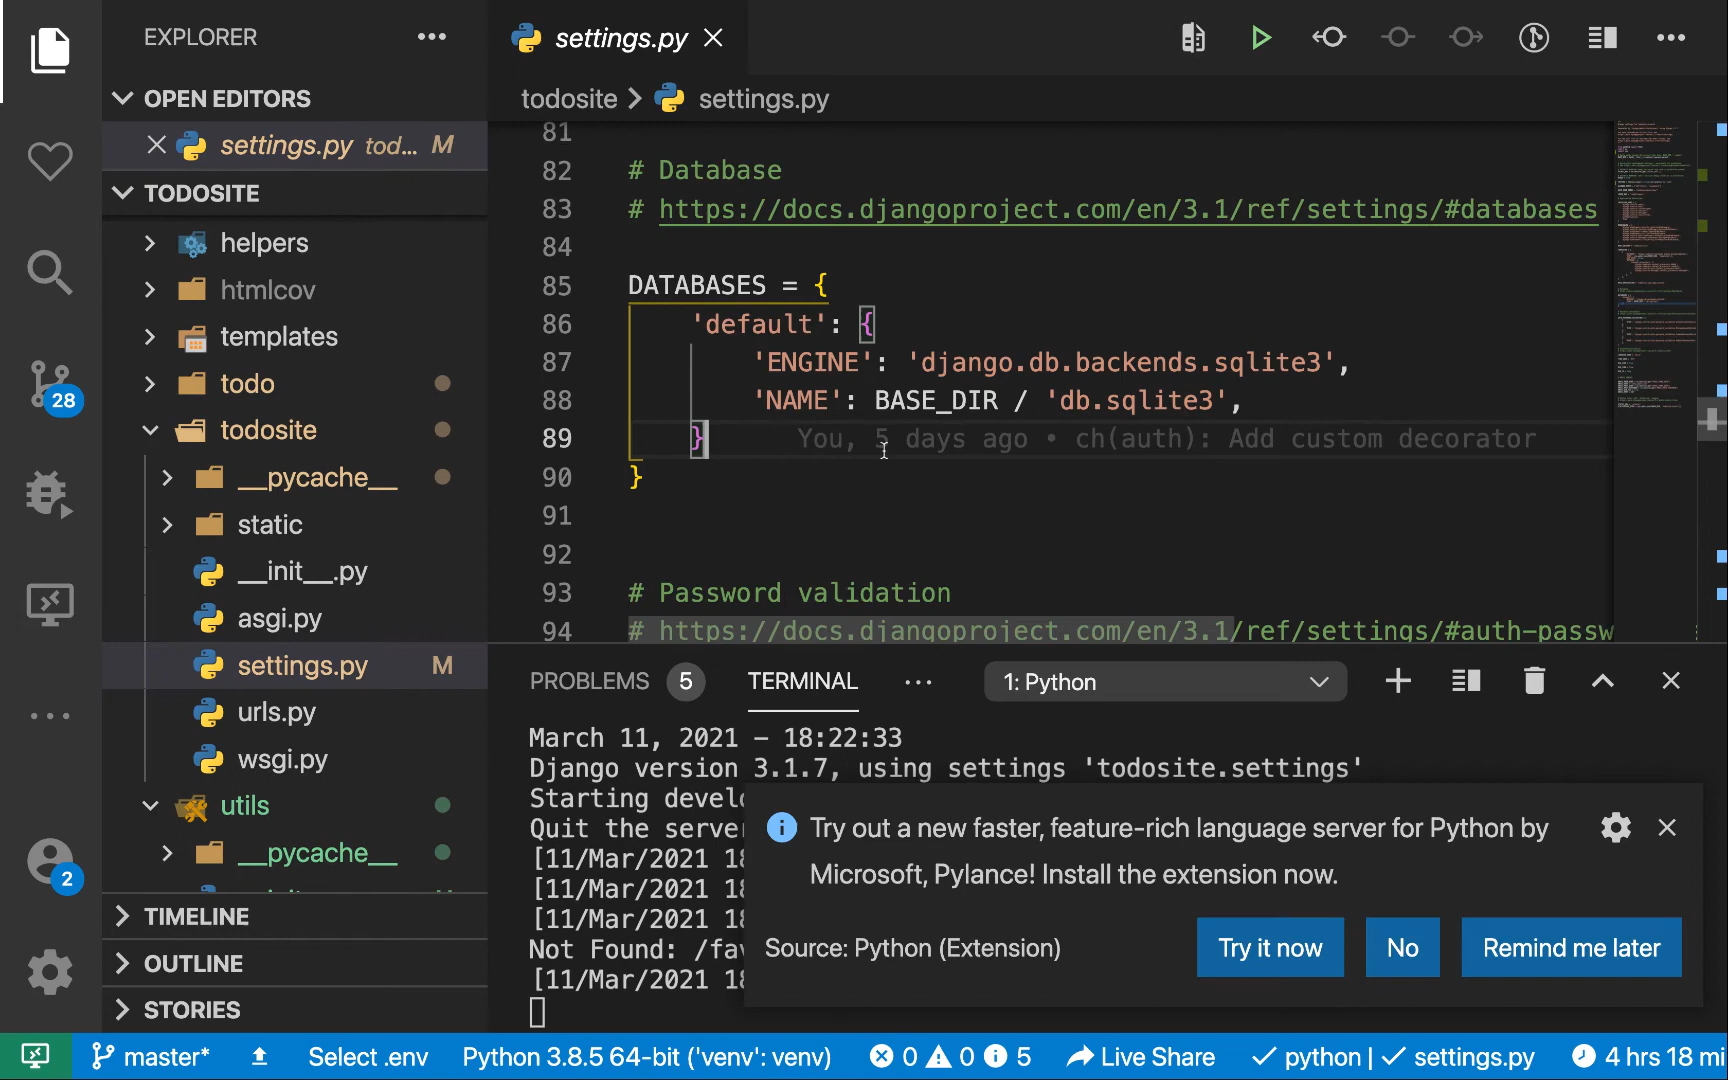 EXPLORER
OPEN EDITORS
settings.py tod... M
TODOSITE
helpers
htmlcov
templates
todo
todosite
__pycache__
static
__init__.py
asgi.py
settings.py M
urls.py
wsgi.py
utils
__pycache__
TIMELINE
OUTLINE
STORIES
28
2
settings.py
todosite > settings.py
81
82 # Database
83 # https://docs.djangoproject.com/en/3.1/ref/settings/#databases
84
85 DATABASES = {
86 'default': {
87 'ENGINE': 'django.db.backends.sqlite3',
88 'NAME': BASE_DIR / 'db.sqlite3',
89 } You, 5 days ago • ch(auth): Add custom decorator
90 }
91
92
93 # Password validation
94 # https://docs.djangoproject.com/en/3.1/ref/settings/#auth-passw
PROBLEMS 5 TERMINAL ... 1: Python
March 11, 2021 - 18:22:33
Django version 3.1.7, using settings 'todosite.settings'
Starting develo
Quit the server
[11/Mar/2021 18
[11/Mar/2021 18
[11/Mar/2021 18
Not Found: /fav
[11/Mar/2021 18
Try out a new faster, feature-rich language server for Python by
Microsoft, Pylance! Install the extension now.
Source: Python (Extension)
Try it now
No
Remind me later
master* Select .env Python 3.8.5 64-bit ('venv': venv) 0 0 5 Live Share python | settings.py 4 hrs 18 mi